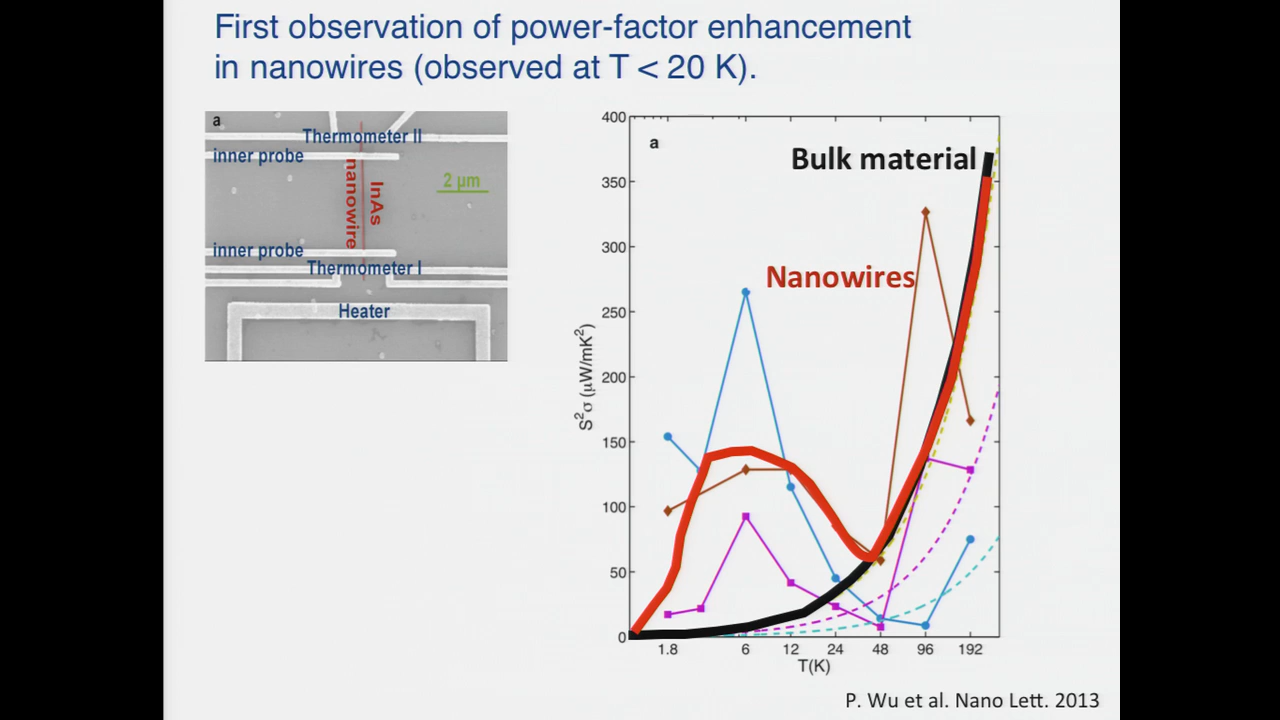 First observation of power-factor enhancement
in nanowires (observed at T < 20 K).
a
Thermometer II
inner probe
2 µm
InAs
nanowire
inner probe
Thermometer I
Heater
a
Bulk material
Nanowires
400
350
300
250
200
150
100
50
0
S²σ (µW/mK²)
1.8 6 12 24 48 96 192
T(K)
P. Wu et al. Nano Lett. 2013